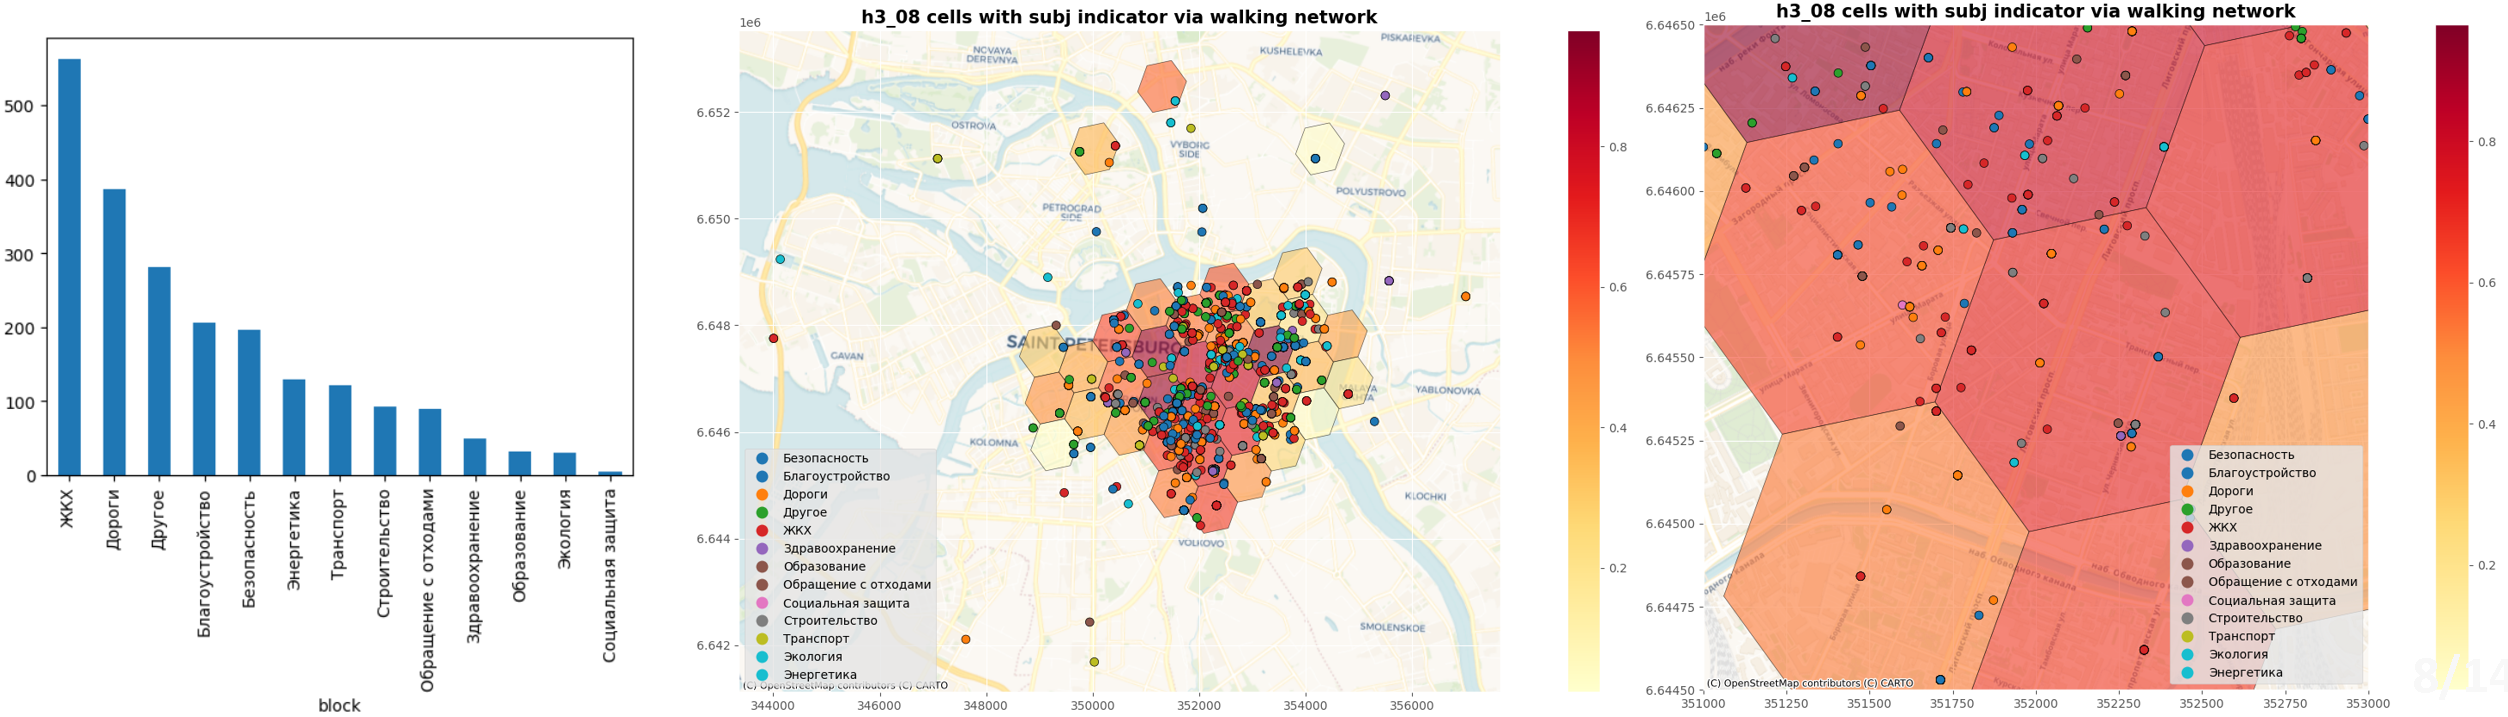 500
400
300
200
100
0
ЖКХ
Дороги
Другое
Благоустройство
Безопасность
Энергетика
Транспорт
Строительство
Обращение с отходами
Здравоохранение
Образование
Экология
Социальная защита
block
h3_08 cells with subj indicator via walking network
1e6
6.652
6.650
6.648
6.646
6.644
6.642
344000
346000
348000
350000
352000
354000
356000
NOVAYA
DEREVNYA
KUSHELEVKA
PISKAREVKA
OSTROVA
VYBORG
SIDE
POLYUSTROVO
PETROGRAD
SIDE
SAINT PETERSBURG
GAVAN
YABLONOVKA
KOLOMNA
KLOCHKI
VOLKOVO
SMOLENSKOE
Безопасность
Благоустройство
Дороги
Другое
ЖКХ
Здравоохранение
Образование
Обращение с отходами
Социальная защита
Строительство
Транспорт
Экология
Энергетика
(C) OpenStreetMap contributors (C) CARTO
0.8
0.6
0.4
0.2
h3_08 cells with subj indicator via walking network
1e6
6.64650
6.64625
6.64600
6.64575
6.64550
6.64525
6.64500
6.64475
6.64450
351000
351250
351500
351750
352000
352250
352500
352750
353000
улица Марата
наб. Обводного канала
Лиговский просп.
Безопасность
Благоустройство
Дороги
Другое
ЖКХ
Здравоохранение
Образование
Обращение с отходами
Социальная защита
Строительство
Транспорт
Экология
Энергетика
(C) OpenStreetMap contributors (C) CARTO
0.8
0.6
0.4
0.2
8/14